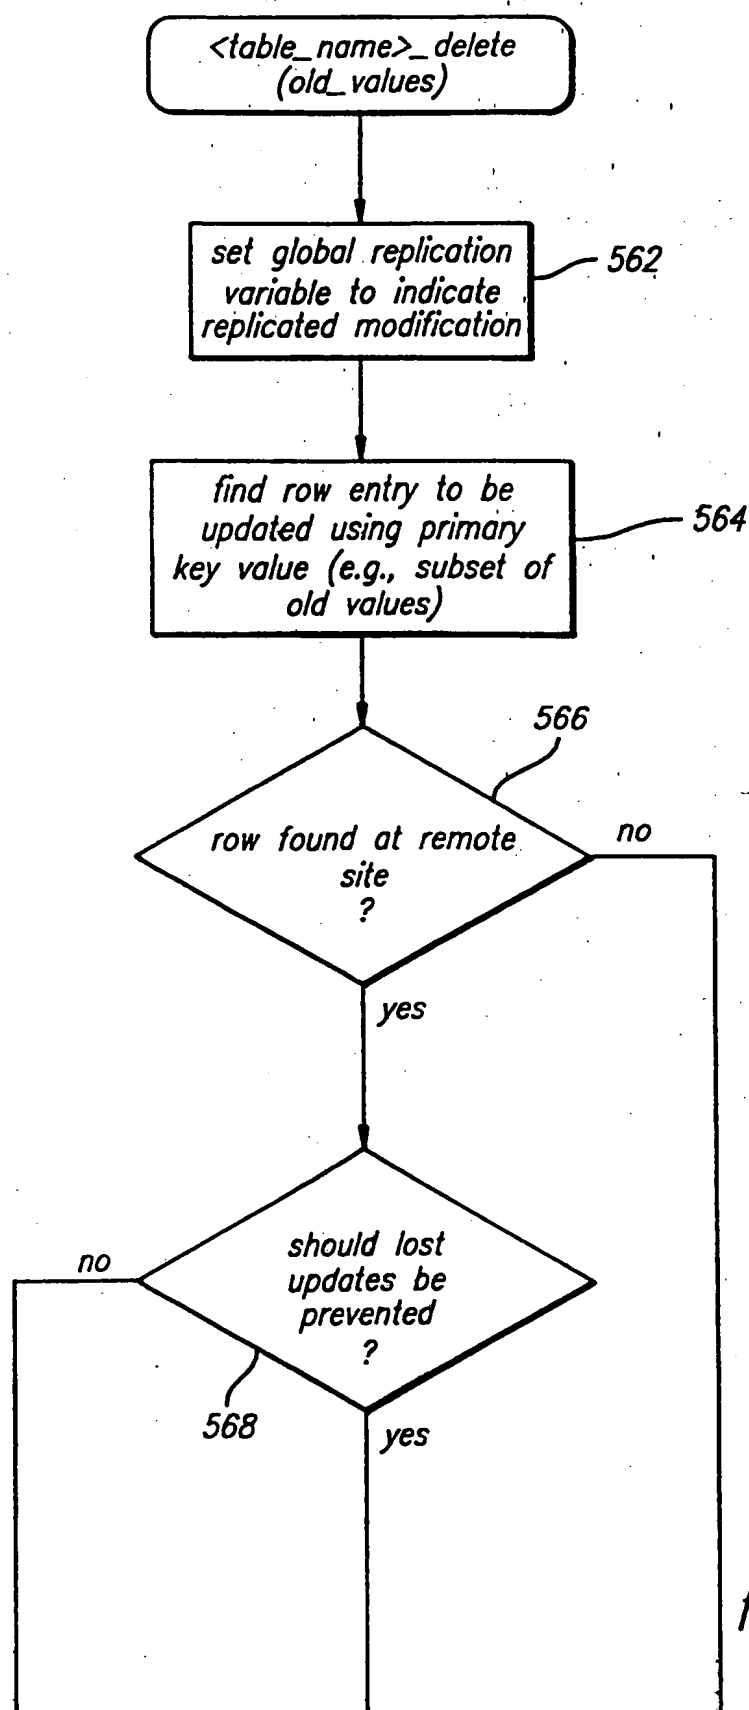 <table_name>_delete
(old_values)
set global replication
variable to indicate
replicated modification
562
find row entry to be
updated using primary
key value (e.g., subset of
old values)
564
566
row found at remote
site
?
no
yes
should lost
updates be
prevented
?
no
568
yes